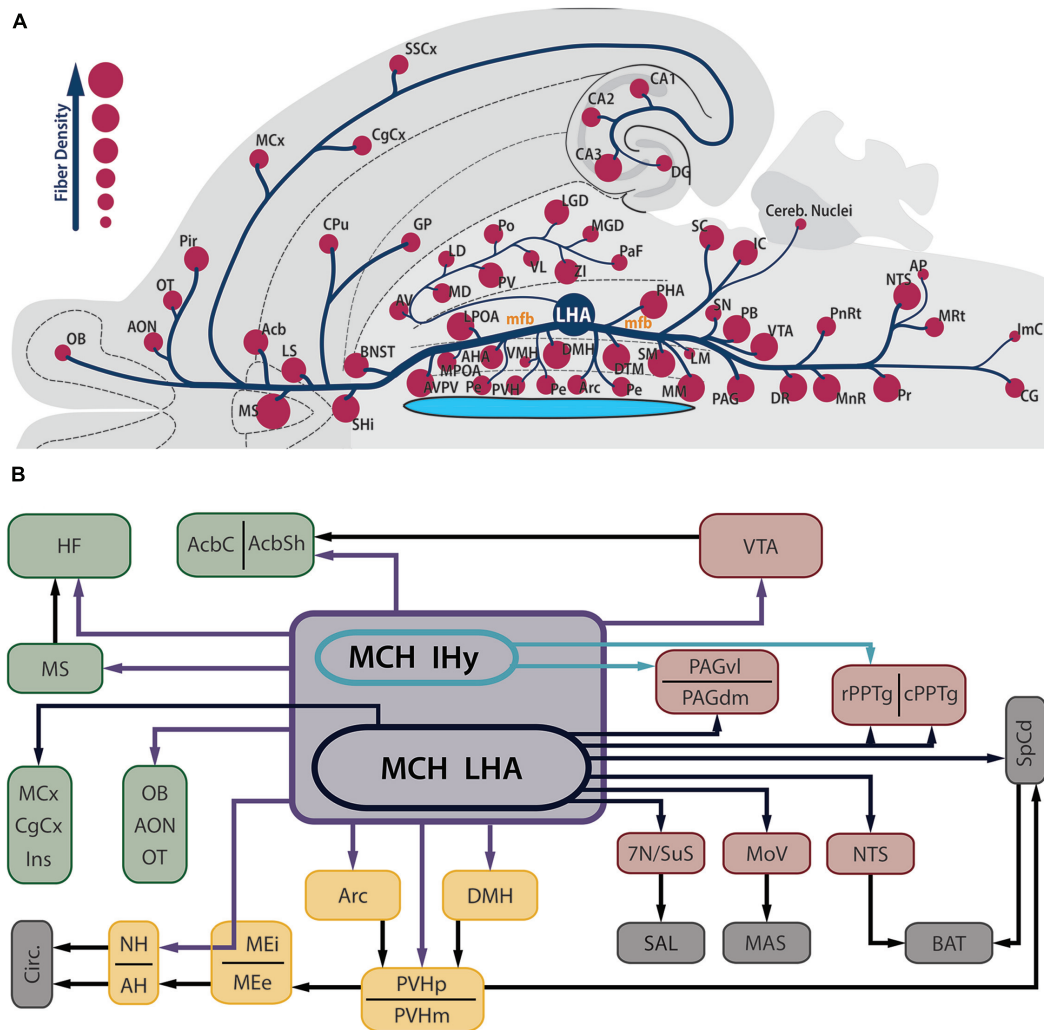 A
Fiber Density
SSCx
MCx
CgCx
CA1
CA2
CA3
DG
Pir
OT
AON
OB
Acb
LS
MS
CPu
GP
BNST
SHi
AV
LD
MD
Po
PV
VL
LGD
MGD
ZI
PaF
LHA
mfb
mfb
PHA
LPOA
AHA
MPOA
AVPV
VMH
Pe
PVH
DMH
Pe
Arc
DTM
Pe
SM
LM
MM
SC
IC
Cereb. Nuclei
SN
PB
VTA
PAG
DR
PnRt
MnR
NTS
AP
MRt
Pr
JmC
CG
B
HF
AcbC AcbSh
VTA
MS
MCH IHy
PAGvl
PAGdm
rPPTg cPPTg
SpCd
MCH LHA
MCx
CgCx
Ins
OB
AON
OT
7N/SuS
MoV
NTS
Arc
DMH
SAL
MAS
BAT
Circ.
NH
AH
MEi
MEe
PVHp
PVHm